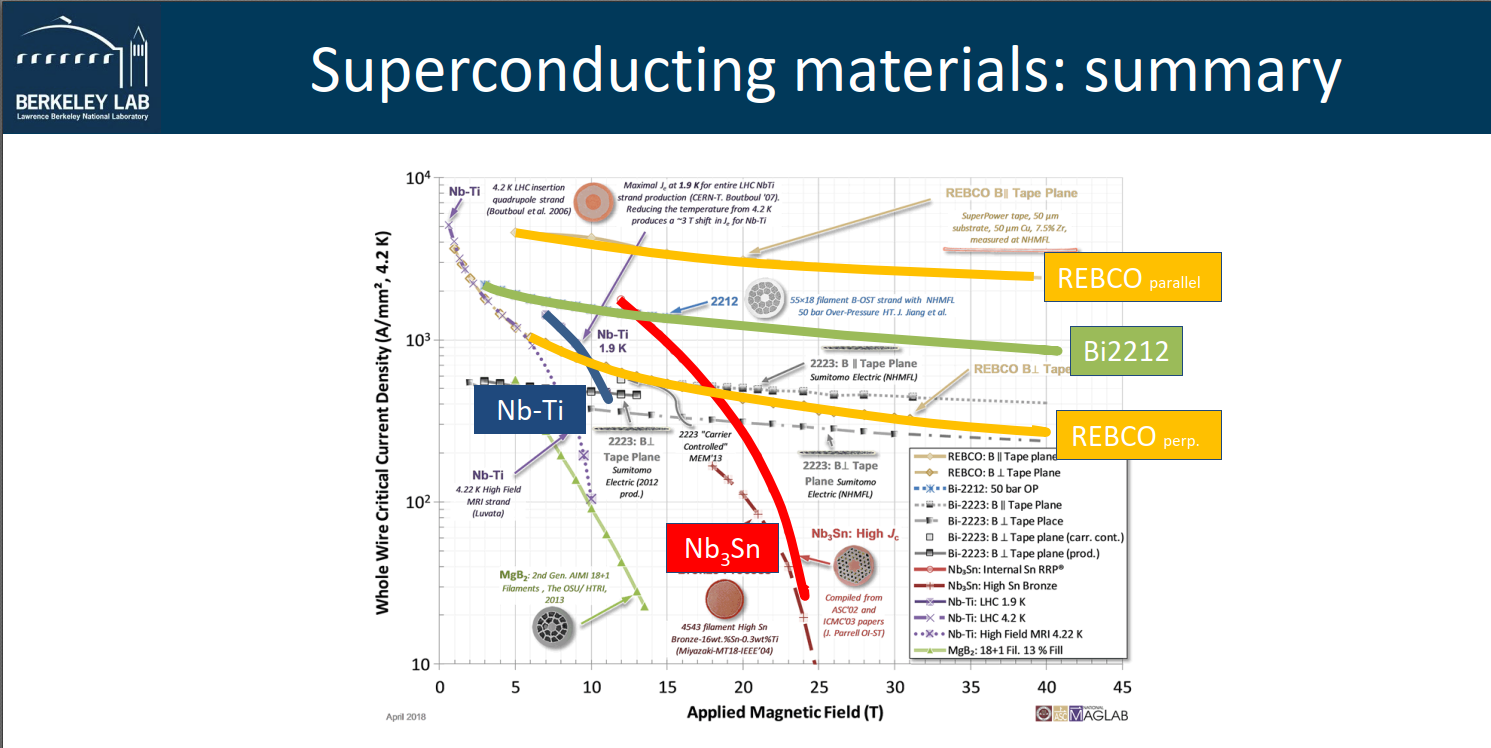 BERKELEY LAB
Lawrence Berkeley National Laboratory
Superconducting materials: summary
Whole Wire Critical Current Density (A/mm², 4.2 K)
10⁴
10³
10²
10
Nb-Ti
4.2 K LHC insertion
quadrupole strand
(Boutboul et al. 2006)
Maximal Jₑ at 1.9 K for entire LHC NbTi
strand production (CERN-T. Boutboul '07).
Reducing the temperature from 4.2 K
produces a ~3 T shift in Jₑ for Nb-Ti
REBCO B∥ Tape Plane
SuperPower tape, 50 µm
substrate, 50 µm Cu, 7.5% Zr,
measured at NHMFL
REBCO parallel
2212
55×18 filament B-OST strand with NHMFL
50 bar Over-Pressure HT. J. Jiang et al.
Nb-Ti
1.9 K
Bi2212
2223: B ∥ Tape Plane
Sumitomo Electric (NHMFL)
REBCO B⊥ Tape
Nb-Ti
REBCO perp.
2223: B⊥
Tape Plane
Sumitomo
Electric (2012
prod.)
2223 "Carrier
Controlled"
MEM'13
2223: B⊥ Tape
Plane Sumitomo
Electric (NHMFL)
Nb-Ti
4.22 K High Field
MRI strand
(Luvata)
Nb₃Sn
Nb₃Sn: High Jc
Compiled from
ASC'02 and
ICMC'03 papers
(J. Parrell OI-ST)
MgB₂: 2nd Gen. AIMI 18+1
Filaments , The OSU/ HTRI,
2013
4543 filament High Sn
Bronze-16wt.%Sn-0.3wt%Ti
(Miyazaki-MT18-IEEE'04)
REBCO: B ∥ Tape plane
REBCO: B ⊥ Tape Plane
Bi-2212: 50 bar OP
Bi-2223: B ∥ Tape Plane
Bi-2223: B ⊥ Tape Place
Bi-2223: B ⊥ Tape plane (carr. cont.)
Bi-2223: B ⊥ Tape plane (prod.)
Nb₃Sn: Internal Sn RRP®
Nb₃Sn: High Sn Bronze
Nb-Ti: LHC 1.9 K
Nb-Ti: LHC 4.2 K
Nb-Ti: High Field MRI 4.22 K
MgB₂: 18+1 Fil. 13 % Fill
0 5 10 15 20 25 30 35 40 45
Applied Magnetic Field (T)
April 2018
ASC
NATIONAL
MAGLAB